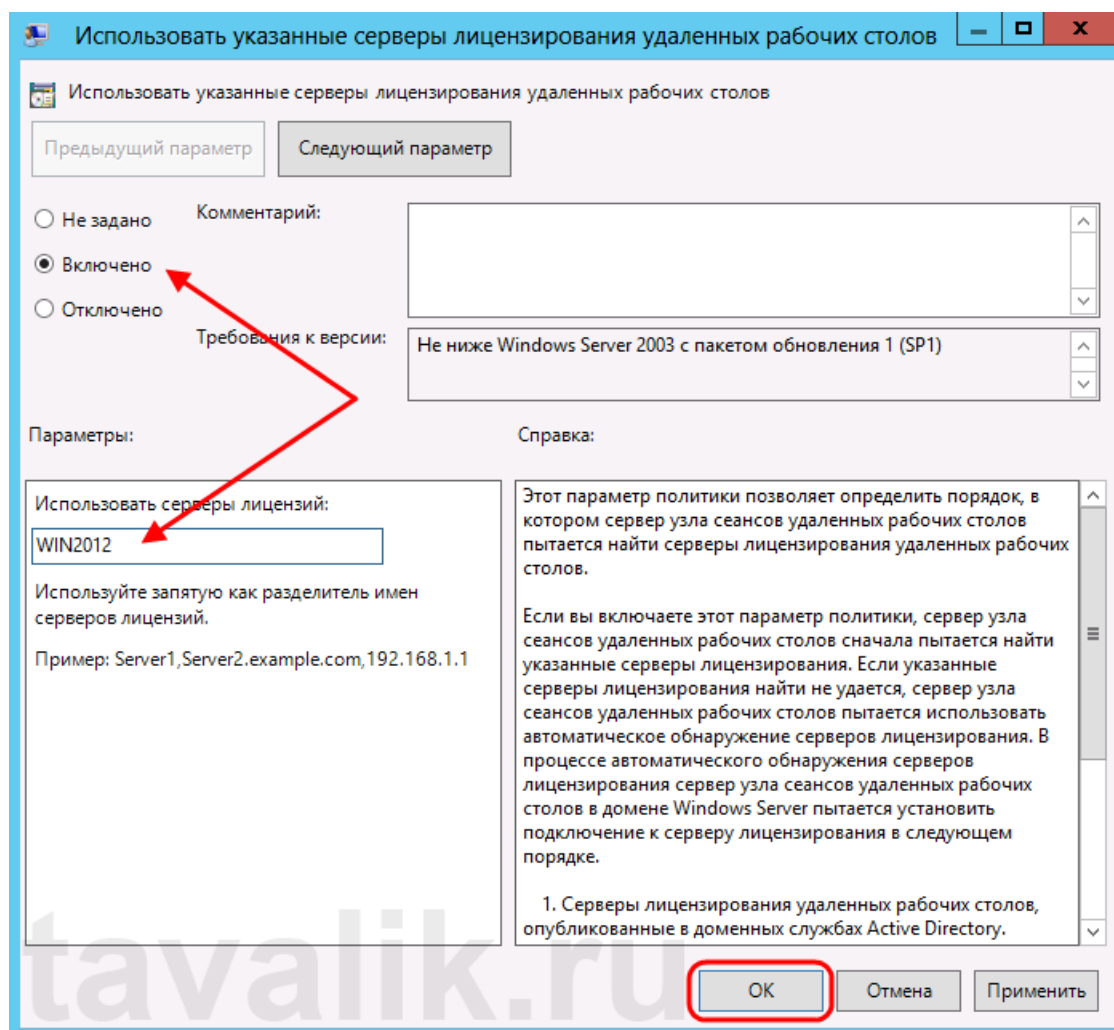 Использовать указанные серверы лицензирования удаленных рабочих столов
Использовать указанные серверы лицензирования удаленных рабочих столов
Предыдущий параметр
Следующий параметр
Не задано
Комментарий:
Включено
Отключено
Требования к версии:
Не ниже Windows Server 2003 с пакетом обновления 1 (SP1)
Параметры:
Справка:
Использовать серверы лицензий:
WIN2012
Используйте запятую как разделитель имен
серверов лицензий.
Пример: Server1,Server2.example.com,192.168.1.1
Этот параметр политики позволяет определить порядок, в
котором сервер узла сеансов удаленных рабочих столов
пытается найти серверы лицензирования удаленных рабочих
столов.
Если вы включаете этот параметр политики, сервер узла
сеансов удаленных рабочих столов сначала пытается найти
указанные серверы лицензирования. Если указанные
серверы лицензирования найти не удается, сервер узла
сеансов удаленных рабочих столов пытается использовать
автоматическое обнаружение серверов лицензирования. В
процессе автоматического обнаружения серверов
лицензирования сервер узла сеансов удаленных рабочих
столов в домене Windows Server пытается установить
подключение к серверу лицензирования в следующем
порядке.
1. Серверы лицензирования удаленных рабочих столов,
опубликованные в доменных службах Active Directory.
tavalik.ru
ОК
Отмена
Применить